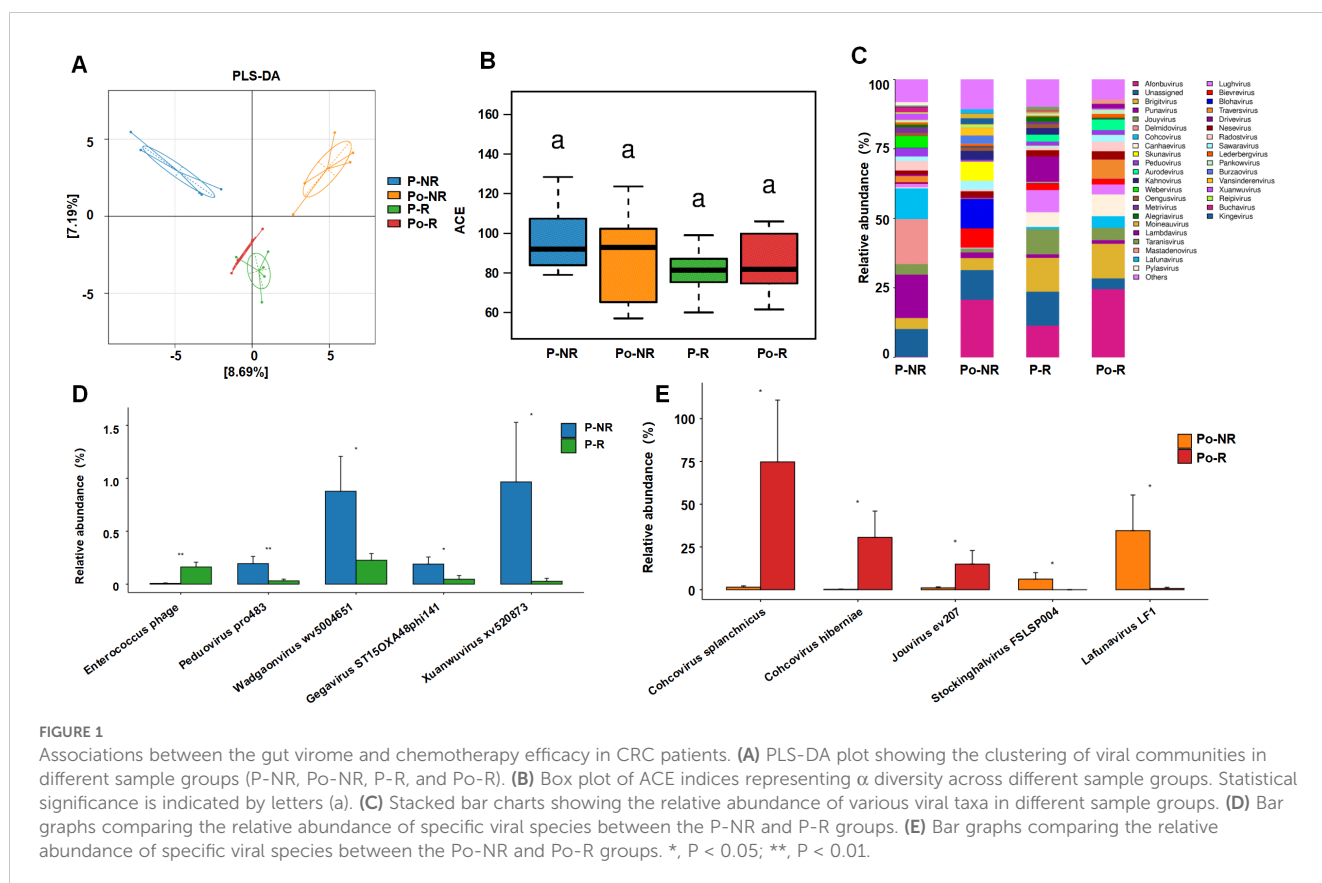 A
PLS-DA
5
0
-5
[7.19%]
-5
0
5
[8.69%]
P-NR
Po-NR
P-R
Po-R
B
ACE
160
140
120
100
80
60
a
a
a
a
P-NR
Po-NR
P-R
Po-R
C
Relative abundance (%)
100
75
50
25
0
P-NR
Po-NR
P-R
Po-R
Afonbuvirus
Unassigned
Brigitvirus
Punavirus
Jouyvirus
Delmidovirus
Cohcovirus
Canhaevirus
Skunavirus
Peduovirus
Aurodevirus
Kahnovirus
Webervirus
Oengusvirus
Metrivirus
Alegriavirus
Moineauvirus
Lambdavirus
Taranisvirus
Mastadenovirus
Lafunavirus
Pylasvirus
Others
Lughvirus
Bievrevirus
Blohavirus
Traversvirus
Drivevirus
Nesevirus
Radostvirus
Sawaravirus
Lederbergvirus
Pankowvirus
Burzaovirus
Vansinderenvirus
Xuanwuvirus
Reipivirus
Buchavirus
Kingevirus
D
Relative abundance (%)
1.5
1.0
0.5
0
**
**
*
*
*
P-NR
P-R
Enterococcus phage
Peduovirus pro483
Wadgaonvirus wv5004651
Gegavirus ST15OXA48phi141
Xuanwuvirus xv520873
E
Relative abundance (%)
100
75
50
25
0
*
*
*
*
*
Po-NR
Po-R
Cohcovirus splanchnicus
Cohcovirus hiberniae
Jouvirus ev207
Stockinghalvirus FSLSP004
Lafunavirus LF1
FIGURE 1
Associations between the gut virome and chemotherapy efficacy in CRC patients. (A) PLS-DA plot showing the clustering of viral communities in
different sample groups (P-NR, Po-NR, P-R, and Po-R). (B) Box plot of ACE indices representing α diversity across different sample groups. Statistical
significance is indicated by letters (a). (C) Stacked bar charts showing the relative abundance of various viral taxa in different sample groups. (D) Bar
graphs comparing the relative abundance of specific viral species between the P-NR and P-R groups. (E) Bar graphs comparing the relative
abundance of specific viral species between the Po-NR and Po-R groups. *, P < 0.05; **, P < 0.01.